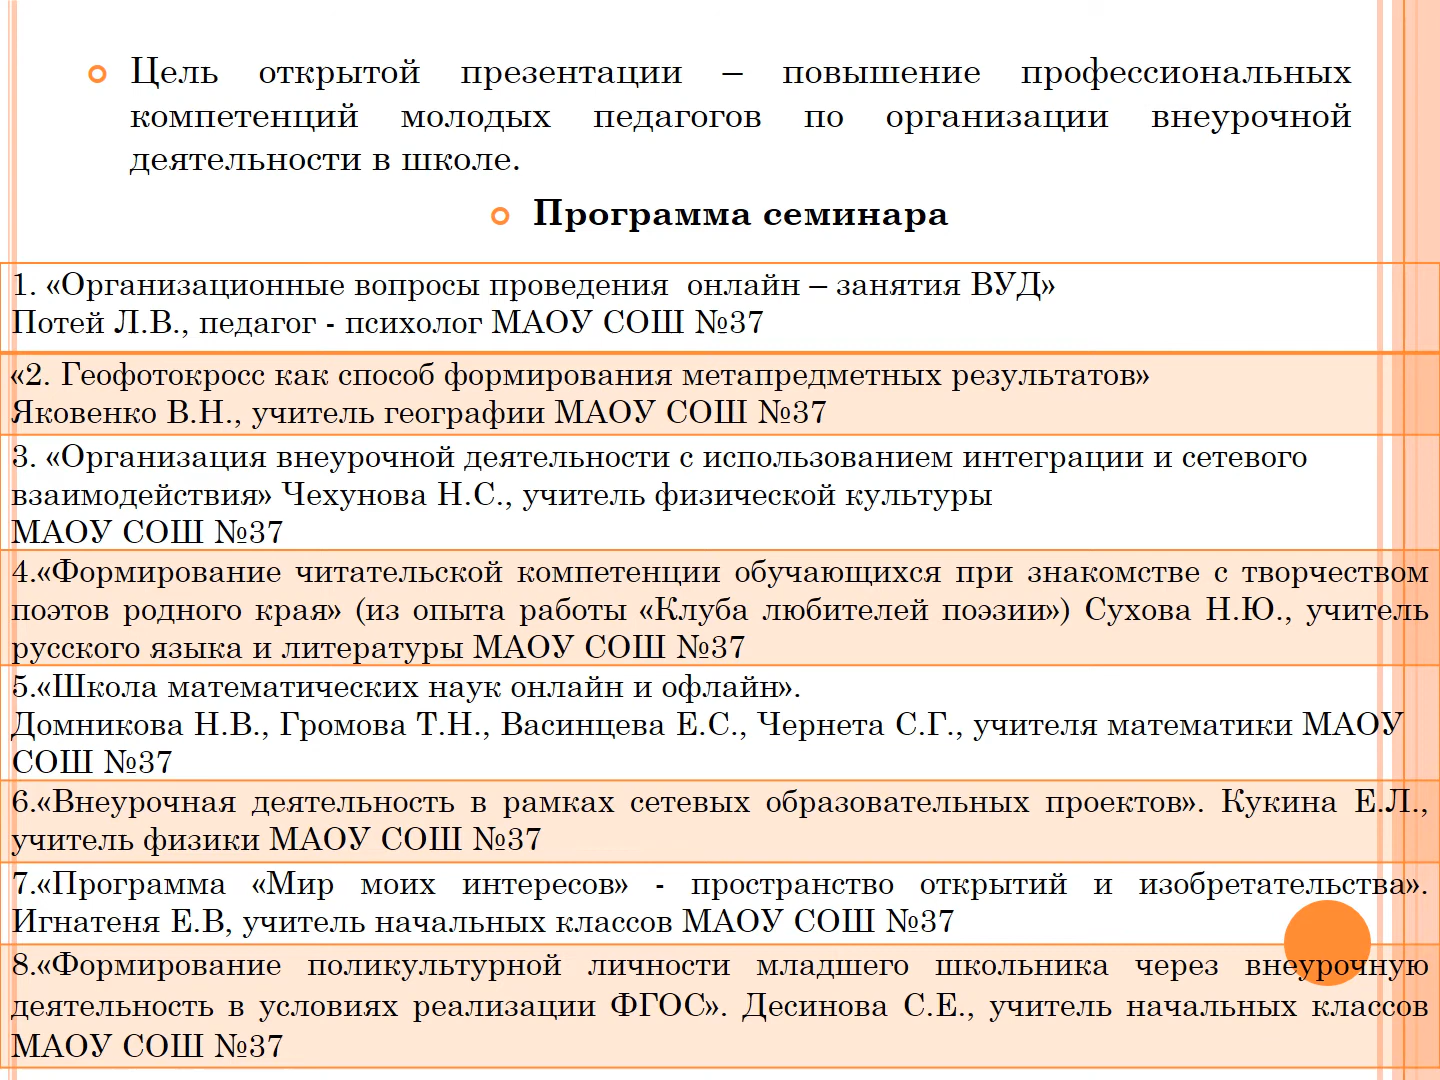 Цель открытой презентации – повышение профессиональных
компетенций молодых педагогов по организации внеурочной
деятельности в школе.
Программа семинара
1. «Организационные вопросы проведения онлайн – занятия ВУД»
Потей Л.В., педагог - психолог МАОУ СОШ №37
«2. Геофотокросс как способ формирования метапредметных результатов»
Яковенко В.Н., учитель географии МАОУ СОШ №37
3. «Организация внеурочной деятельности с использованием интеграции и сетевого
взаимодействия» Чехунова Н.С., учитель физической культуры
МАОУ СОШ №37
4.«Формирование читательской компетенции обучающихся при знакомстве с творчеством
поэтов родного края» (из опыта работы «Клуба любителей поэзии») Сухова Н.Ю., учитель
русского языка и литературы МАОУ СОШ №37
5.«Школа математических наук онлайн и офлайн».
Домникова Н.В., Громова Т.Н., Васинцева Е.С., Чернета С.Г., учителя математики МАОУ
СОШ №37
6.«Внеурочная деятельность в рамках сетевых образовательных проектов». Кукина Е.Л.,
учитель физики МАОУ СОШ №37
7.«Программа «Мир моих интересов» - пространство открытий и изобретательства».
Игнатеня Е.В, учитель начальных классов МАОУ СОШ №37
8.«Формирование поликультурной личности младшего школьника через внеурочную
деятельность в условиях реализации ФГОС». Десинова С.Е., учитель начальных классов
МАОУ СОШ №37